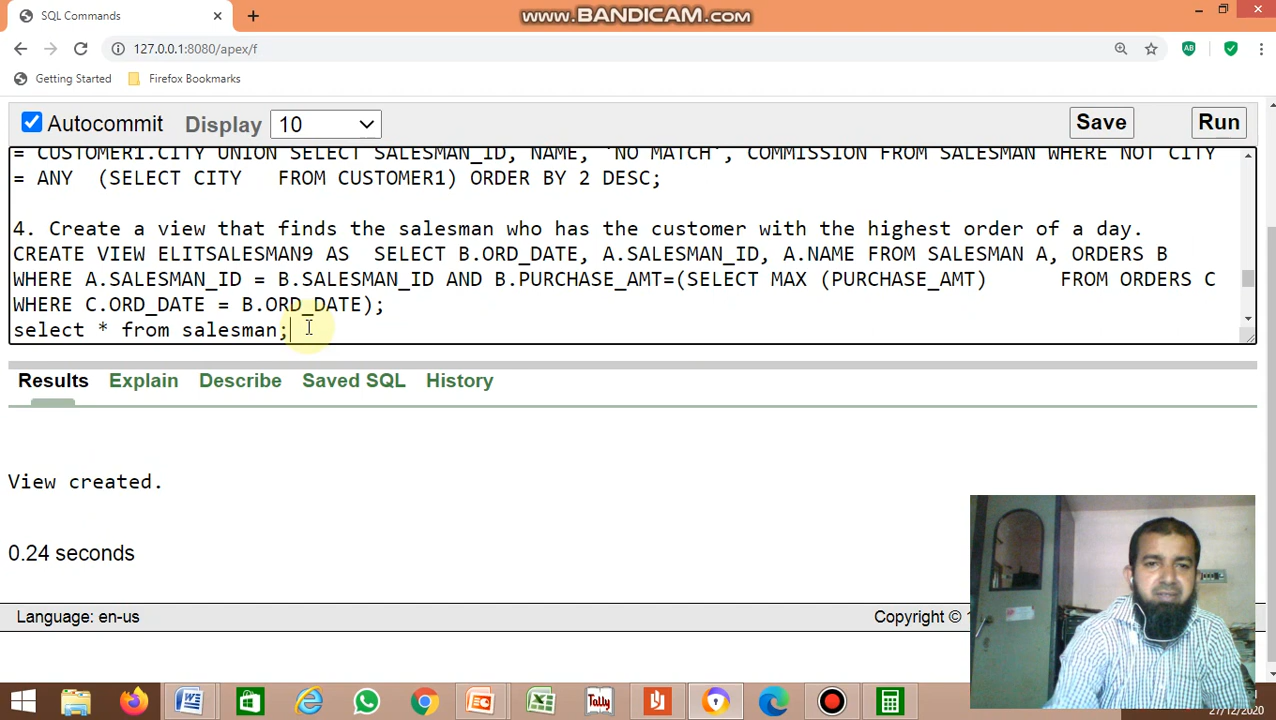 SQL Commands
www.BANDICAM.com
127.0.0.1:8080/apex/f
AB
Getting Started
Firefox Bookmarks
Autocommit
Display
10
Save
Run
= CUSTOMER1.CITY UNION SELECT SALESMAN_ID, NAME, 'NO MATCH', COMMISSION FROM SALESMAN WHERE NOT CITY
= ANY (SELECT CITY FROM CUSTOMER1) ORDER BY 2 DESC;
4. Create a view that finds the salesman who has the customer with the highest order of a day.
CREATE VIEW ELITSALESMAN9 AS SELECT B.ORD_DATE, A.SALESMAN_ID, A.NAME FROM SALESMAN A, ORDERS B
WHERE A.SALESMAN_ID = B.SALESMAN_ID AND B.PURCHASE_AMT=(SELECT MAX (PURCHASE_AMT) FROM ORDERS C
WHERE C.ORD_DATE = B.ORD_DATE);
select * from salesman;
Results
Explain
Describe
Saved SQL
History
View created.
0.24 seconds
Language: en-us
Copyright ©
Tally
27/12/2020